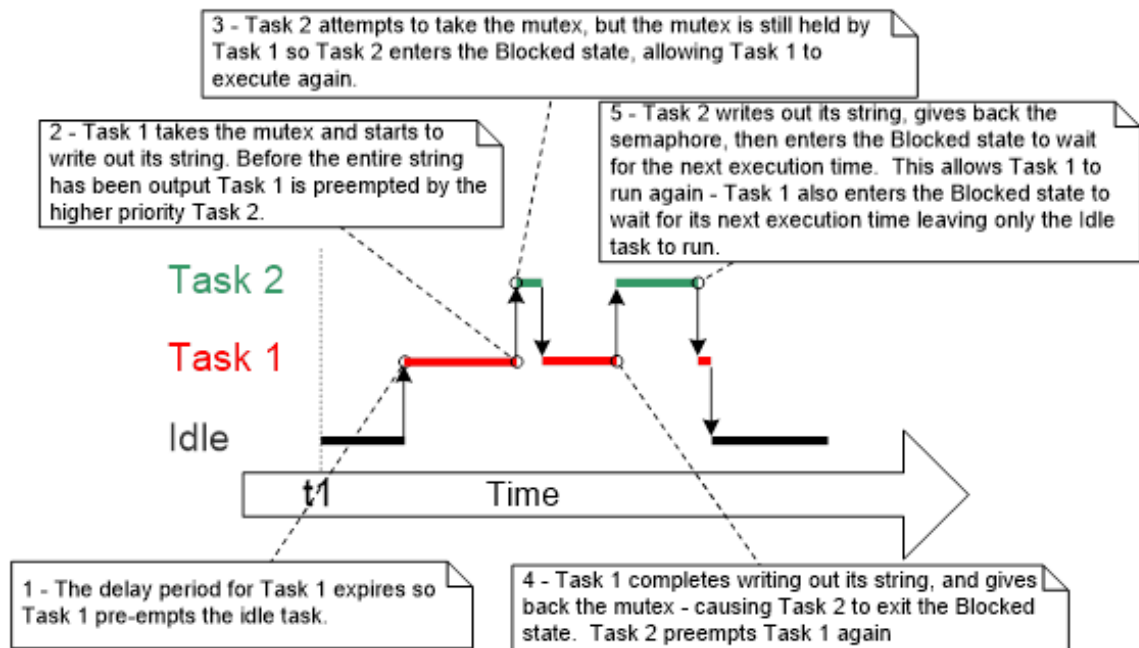 3 - Task 2 attempts to take the mutex, but the mutex is still held by
Task 1 so Task 2 enters the Blocked state, allowing Task 1 to
execute again.
2 - Task 1 takes the mutex and starts to
write out its string. Before the entire string
has been output Task 1 is preempted by the
higher priority Task 2.
5 - Task 2 writes out its string, gives back the
semaphore, then enters the Blocked state to wait
for the next execution time.  This allows Task 1 to
run again - Task 1 also enters the Blocked state to
wait for its next execution time leaving only the Idle
task to run.
Task 2
Task 1
Idle
t1
Time
1 - The delay period for Task 1 expires so
Task 1 pre-empts the idle task.
4 - Task 1 completes writing out its string, and gives
back the mutex - causing Task 2 to exit the Blocked
state.  Task 2 preempts Task 1 again